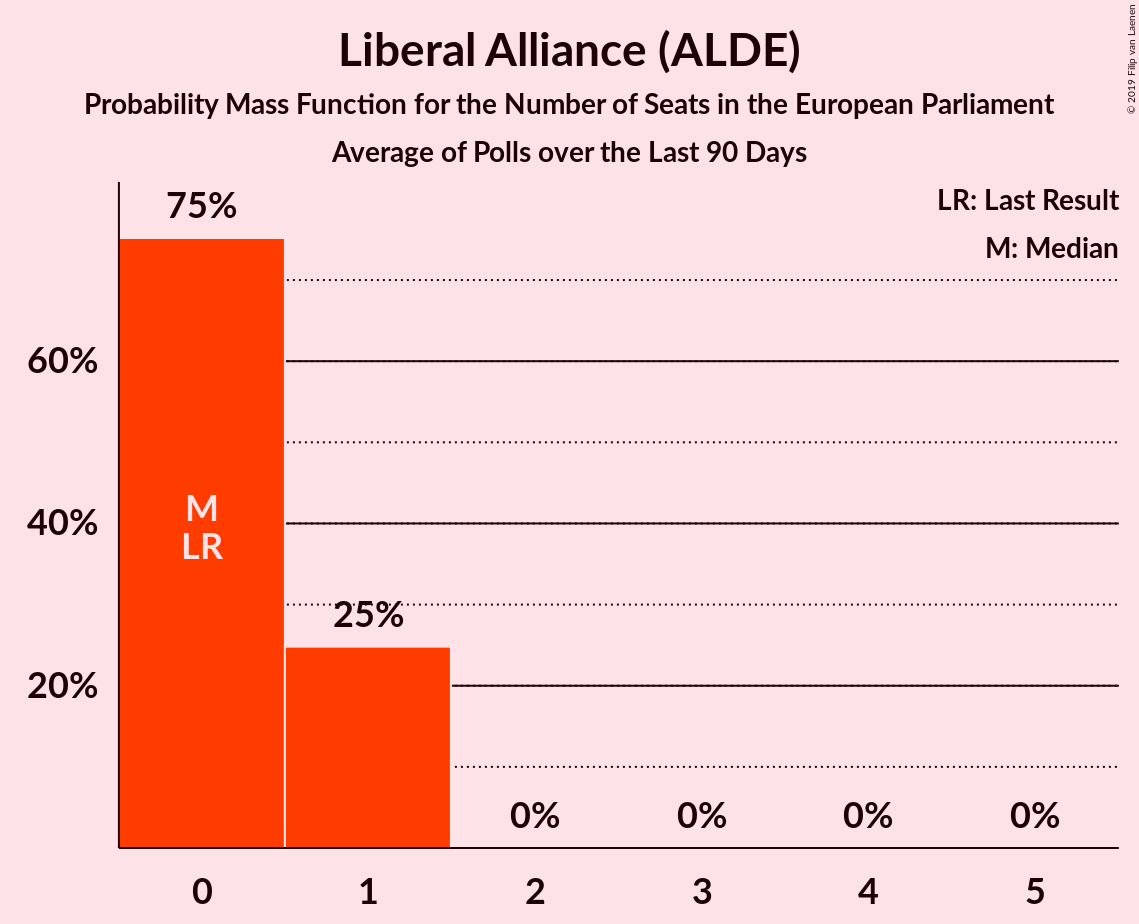 Liberal Alliance (ALDE)
Probability Mass Function for the Number of Seats in the European Parliament
Average of Polls over the Last 90 Days
© 2019 Filip van Laenen
LR: Last Result
M: Median
75%
60%
M
40%
LR
25%
20%
0% 0% 0% 0%
0 1 2 3 4 5